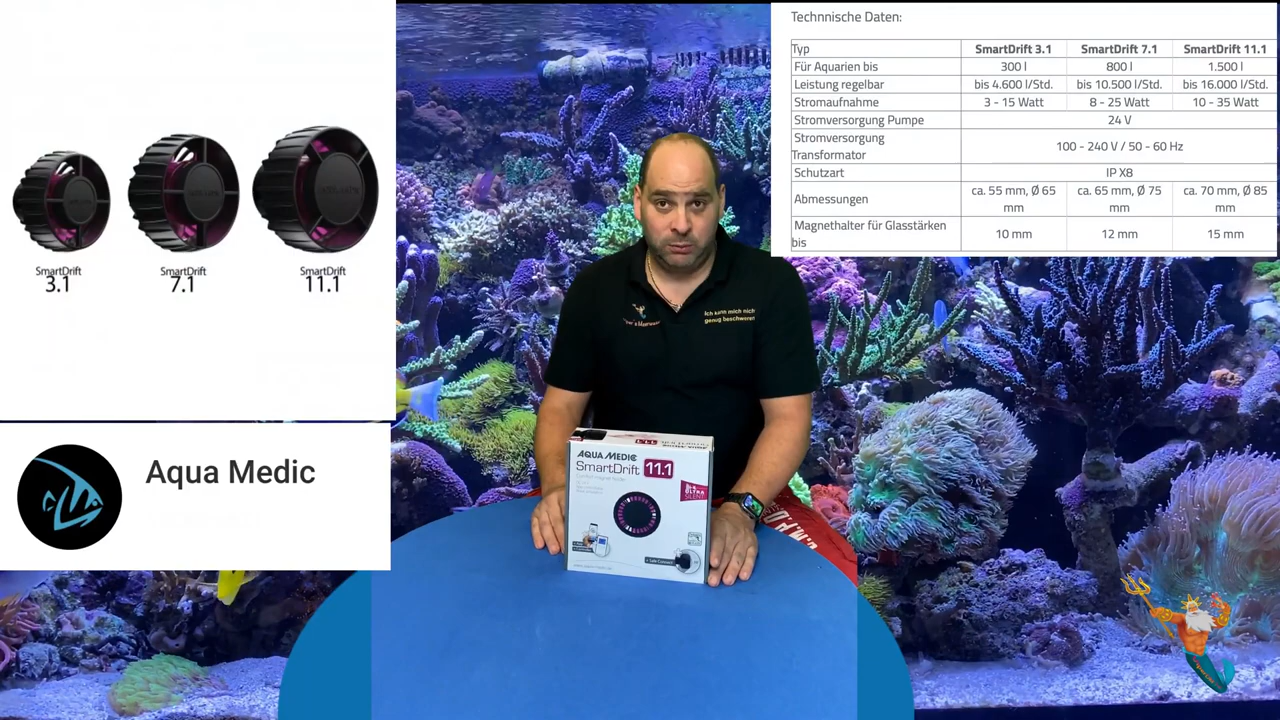 SmartDrift
3.1
SmartDrift
7.1
SmartDrift
11.1
Aqua Medic
Technnische Daten:
Typ SmartDrift 3.1 SmartDrift 7.1 SmartDrift 11.1
Für Aquarien bis 300 l 800 l 1.500 l
Leistung regelbar bis 4.600 l/Std. bis 10.500 l/Std. bis 16.000 l/Std.
Stromaufnahme 3 - 15 Watt 8 - 25 Watt 10 - 35 Watt
Stromversorgung Pumpe 24 V
Stromversorgung
Transformator 100 - 240 V / 50 - 60 Hz
Schutzart IP X8
Abmessungen ca. 55 mm, Ø 65 mm ca. 65 mm, Ø 75 mm ca. 70 mm, Ø 85 mm
Magnethalter für Glasstärken
bis 10 mm 12 mm 15 mm
Ich kann mich nich
genug beschweren
AQUA MEDIC
SmartDrift 11.1
ULTRA
SILENT